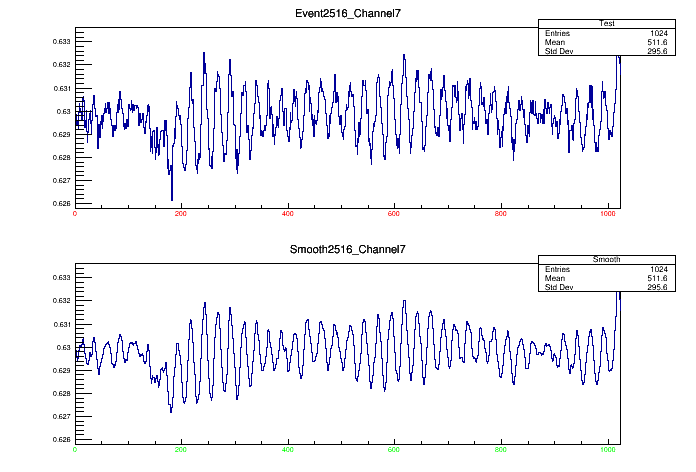 Event2516_Channel7
Test
Entries 1024
Mean 511.6
Std Dev 295.6
0.633
0.632
0.631
0.63
0.629
0.628
0.627
0.626
0 200 400 600 800 1000
Smooth2516_Channel7
Smooth
Entries 1024
Mean 511.6
Std Dev 295.6
0.633
0.632
0.631
0.63
0.629
0.628
0.627
0.626
0 200 400 600 800 1000